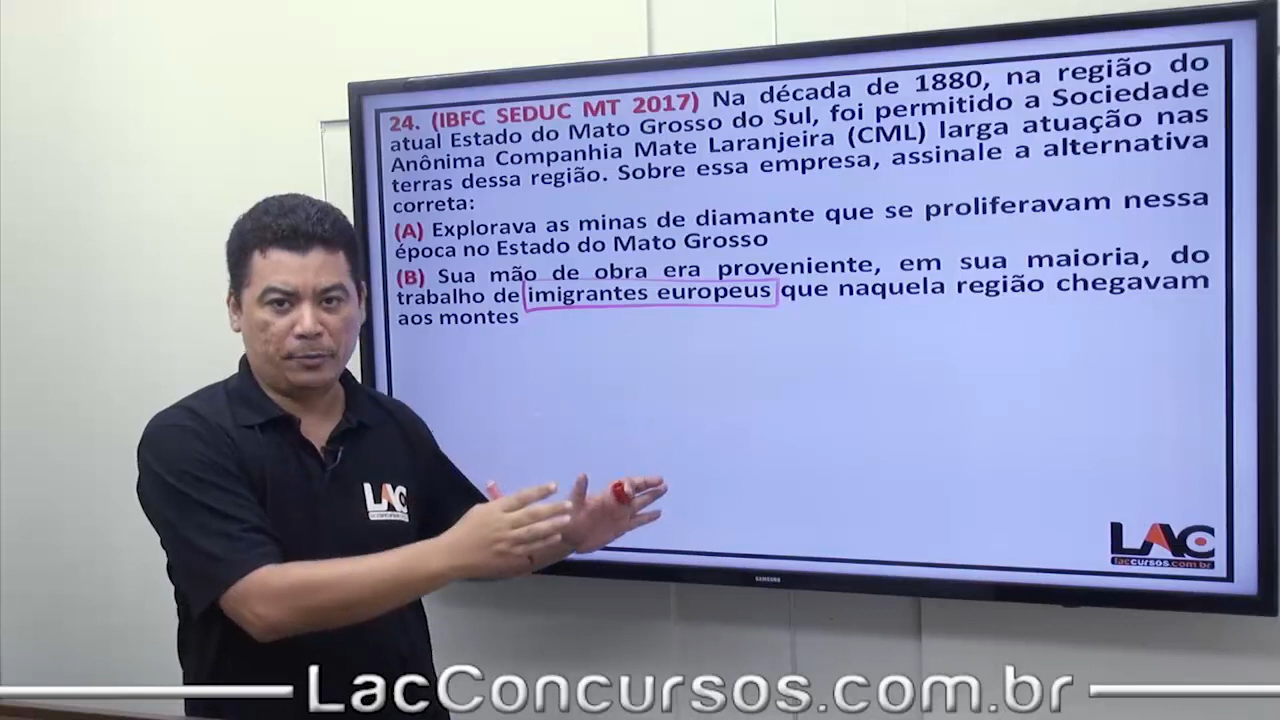 24. (IBFC SEDUC MT 2017) Na década de 1880, na região do
atual Estado do Mato Grosso do Sul, foi permitido a Sociedade
Anônima Companhia Mate Laranjeira (CML) larga atuação nas
terras dessa região. Sobre essa empresa, assinale a alternativa
correta:
(A) Explorava as minas de diamante que se proliferavam nessa
época no Estado do Mato Grosso
(B) Sua mão de obra era proveniente, em sua maioria, do
trabalho de imigrantes europeus que naquela região chegavam
aos montes
LAC
LAC
laccursos.com.br
SAMSUNG
LacConcursos.com.br